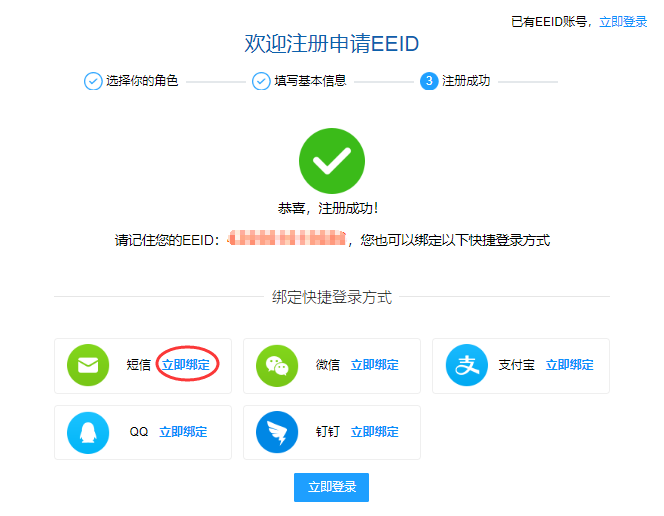 已有EEID账号，立即登录
欢迎注册申请EEID
选择你的角色 填写基本信息 3 注册成功
恭喜，注册成功！
请记住您的EEID： ，您也可以绑定以下快捷登录方式
绑定快捷登录方式
短信 立即绑定 微信 立即绑定 支付宝 立即绑定
QQ 立即绑定 钉钉 立即绑定
立即登录